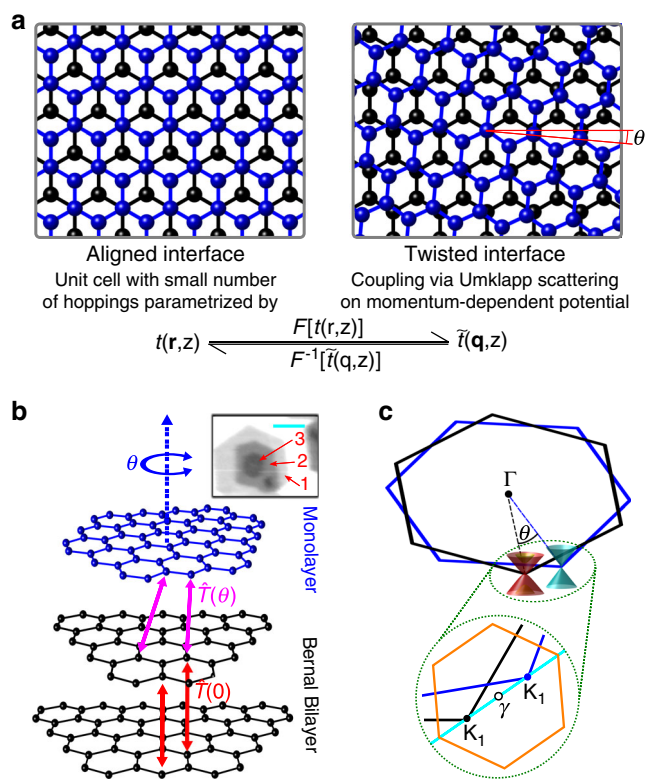 a
θ
Aligned interface
Unit cell with small number
of hoppings parametrized by
Twisted interface
Coupling via Umklapp scattering
on momentum-dependent potential
t(r,z)
F[t(r,z)]
F⁻¹[t̃(q,z)]
t̃(q,z)
b
θ
3
2
1
Monolayer
T̂(θ)
Bernal Bilayer
T̂(0)
c
Γ
θ
K₁
γ
K₁